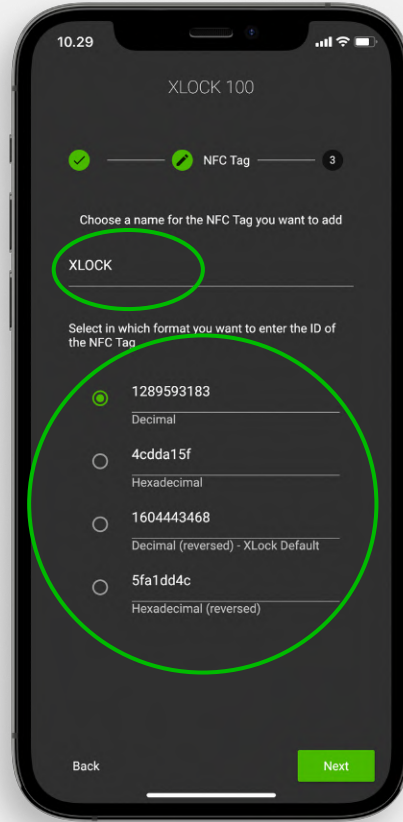 10.29
XLOCK 100
NFC Tag
3
Choose a name for the NFC Tag you want to add
XLOCK
Select in which format you want to enter the ID of
the NFC Tag
1289593183
Decimal
4cdda15f
Hexadecimal
1604443468
Decimal (reversed) - XLock Default
5fa1dd4c
Hexadecimal (reversed)
Back
Next